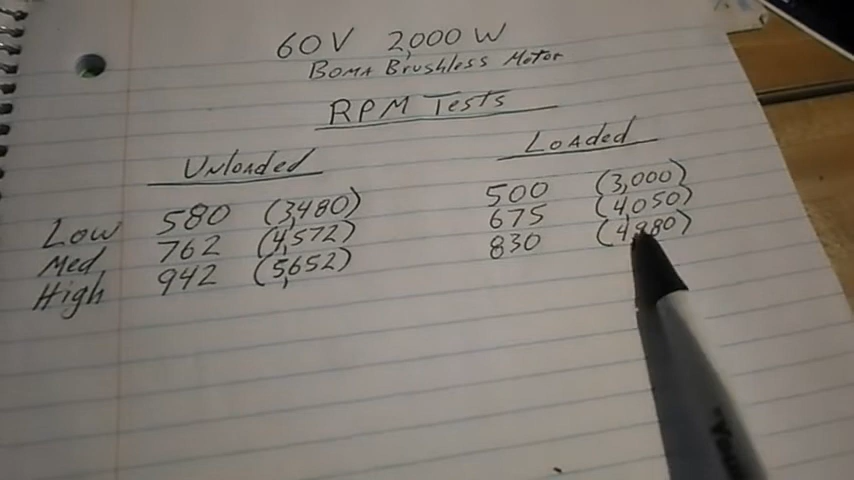 60V 2,000 W
Boma Brushless Motor
RPM Tests
Unloaded Loaded
Low 580 (3,480) 500 (3,000)
Med 762 (4,572) 675 (4,050)
High 942 (5,652) 830